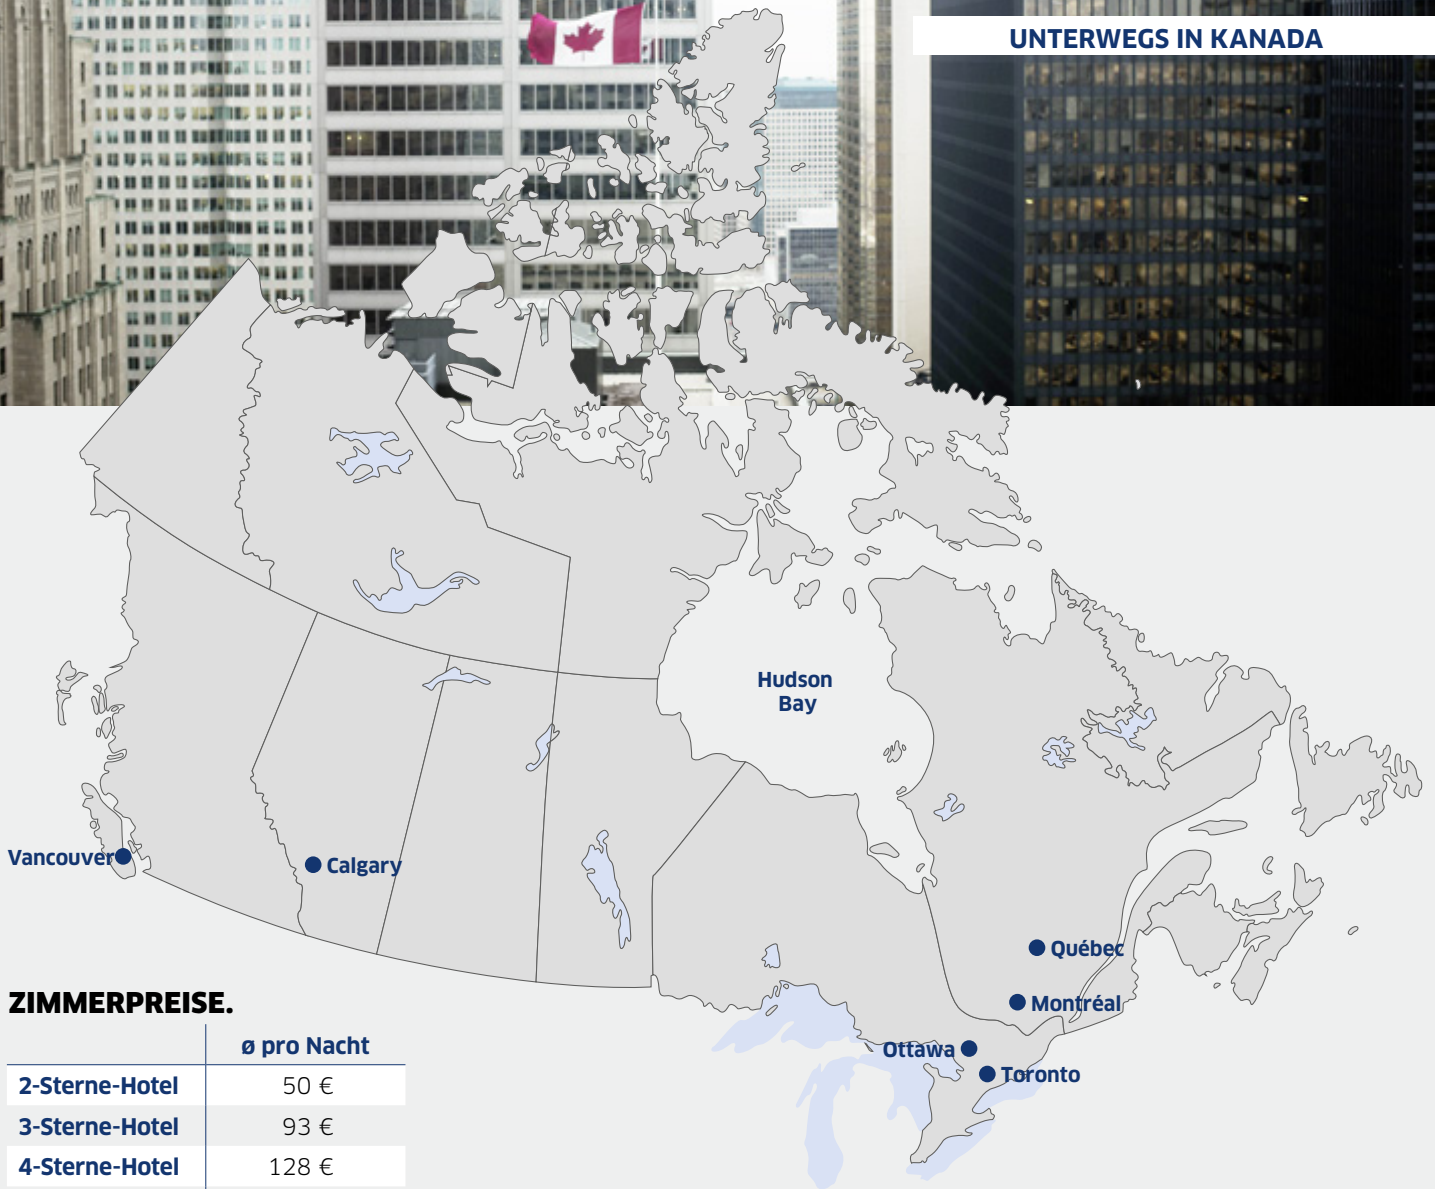 UNTERWEGS IN KANADA
Hudson
Bay
Vancouver
Calgary
Québec
Montréal
Ottawa
Toronto
ZIMMERPREISE.
ø pro Nacht
2-Sterne-Hotel 50 €
3-Sterne-Hotel 93 €
4-Sterne-Hotel 128 €